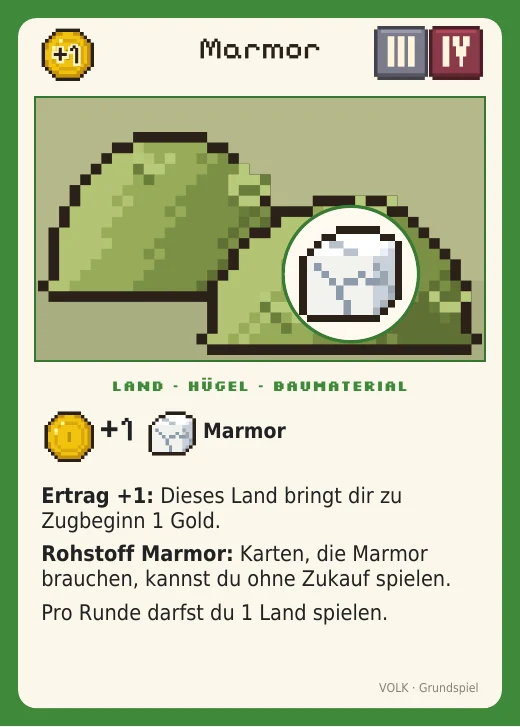 +1
Marmor
III IV
LAND · HÜGEL · BAUMATERIAL
+1 Marmor
Ertrag +1: Dieses Land bringt dir zu
Zugbeginn 1 Gold.
Rohstoff Marmor: Karten, die Marmor
brauchen, kannst du ohne Zukauf spielen.
Pro Runde darfst du 1 Land spielen.
VOLK · Grundspiel